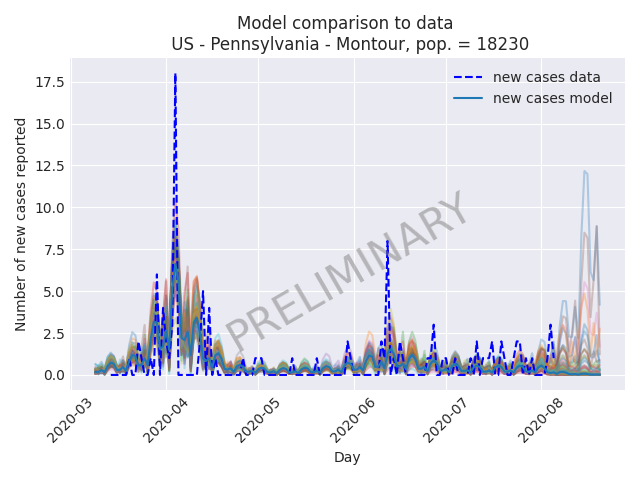 Model comparison to data
US - Pennsylvania - Montour, pop. = 18230
Number of new cases reported
17.5
15.0
12.5
10.0
7.5
5.0
2.5
0.0
new cases data
new cases model
PRELIMINARY
2020-03
2020-04
2020-05
2020-06
2020-07
2020-08
Day